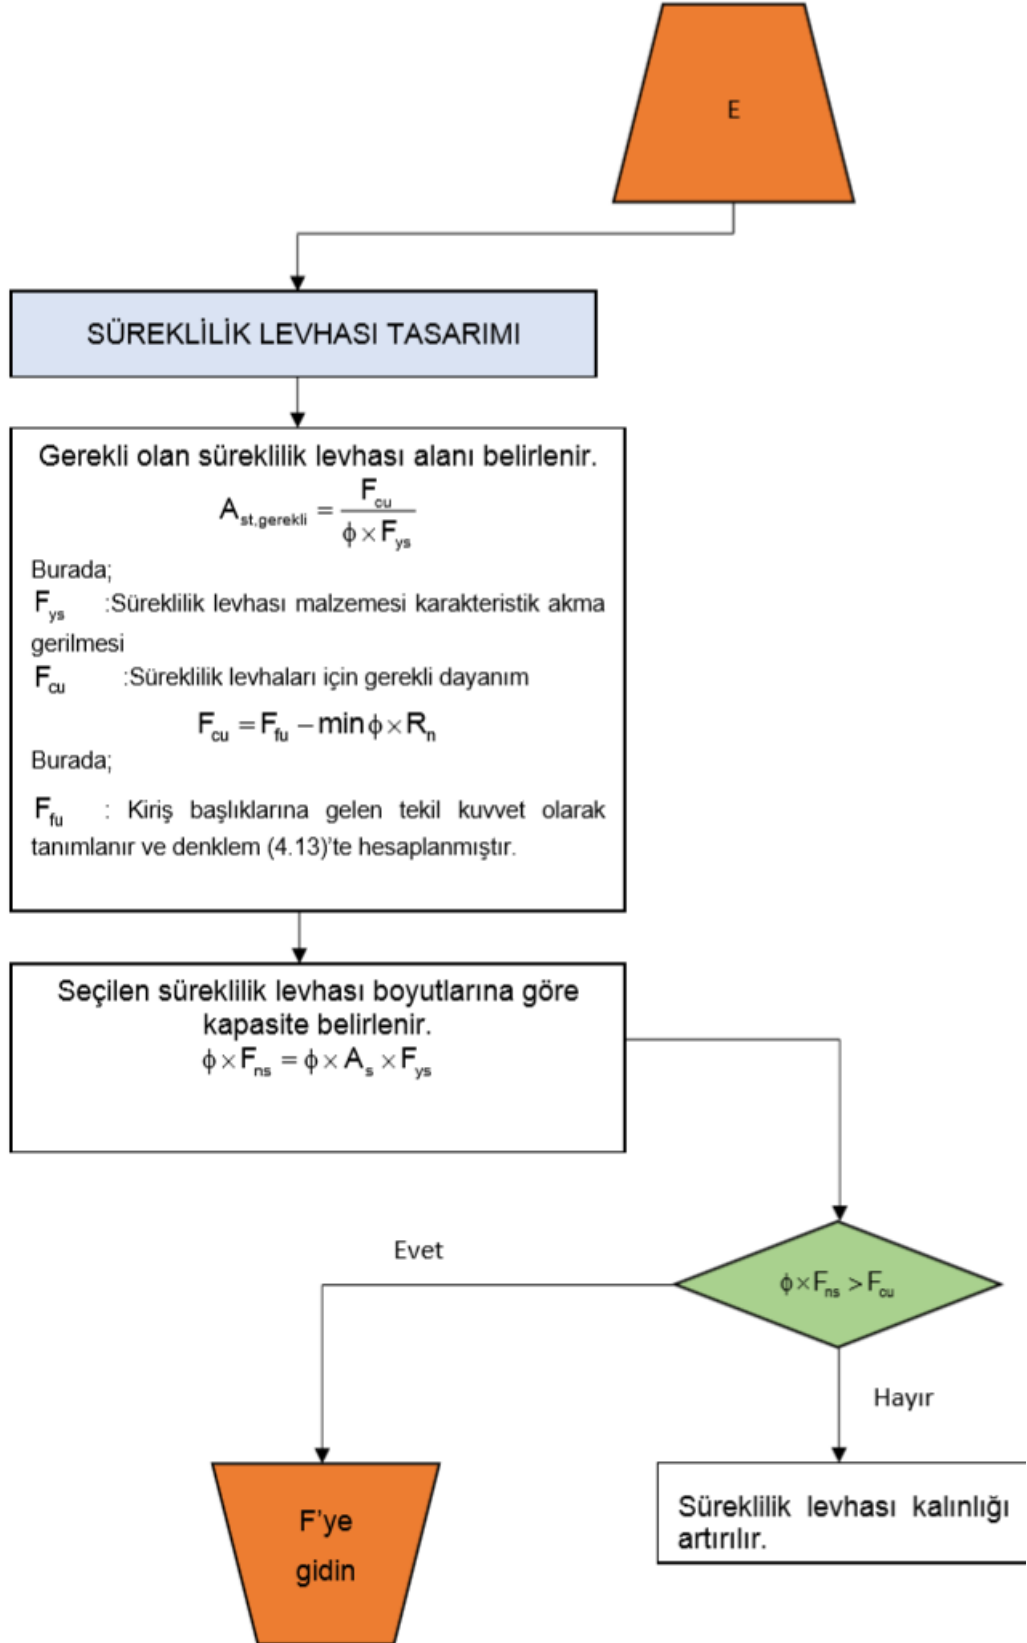 E
SÜREKLİLİK LEVHASI TASARIMI
Gerekli olan süreklilik levhası alanı belirlenir.
A_st,gerekli = F_cu / (ϕ × F_ys)
Burada;
F_ys :Süreklilik levhası malzemesi karakteristik akma
gerilmesi
F_cu :Süreklilik levhaları için gerekli dayanım
F_cu = F_fu − min ϕ × R_n
Burada;
F_fu : Kiriş başlıklarına gelen tekil kuvvet olarak
tanımlanır ve denklem (4.13)'te hesaplanmıştır.
Seçilen süreklilik levhası boyutlarına göre
kapasite belirlenir.
ϕ × F_ns = ϕ × A_s × F_ys
Evet
ϕ × F_ns > F_cu
Hayır
F'ye
gidin
Süreklilik levhası kalınlığı
artırılır.